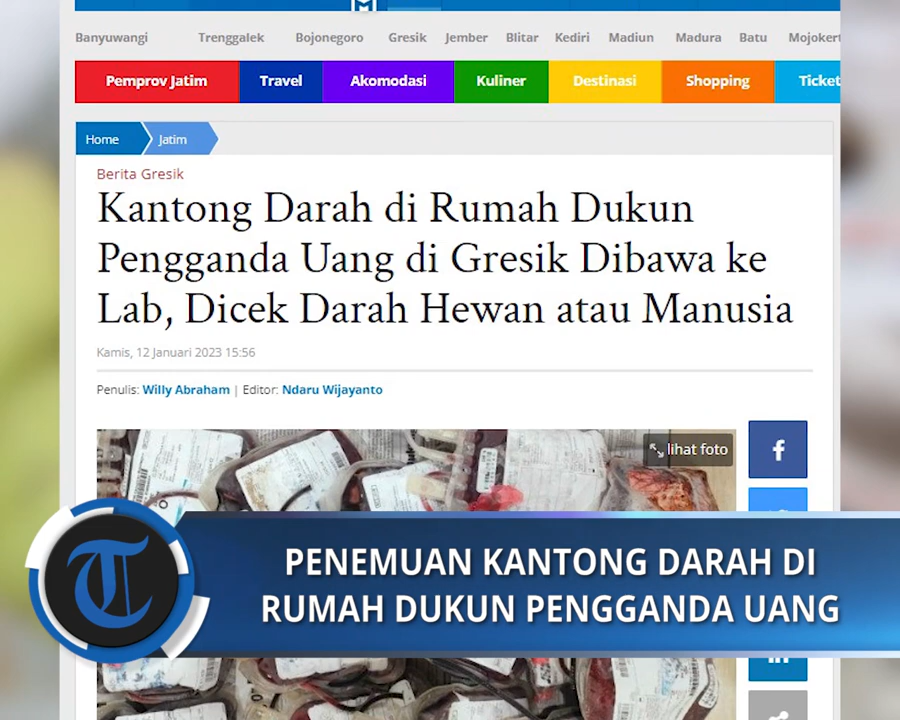 Banyuwangi Trenggalek Bojonegoro Gresik Jember Blitar Kediri Madiun Madura Batu
Pemprov Jatim Travel Akomodasi Kuliner Destinasi Shopping Ticket
Home Jatim
Berita Gresik
Kantong Darah di Rumah Dukun
Pengganda Uang di Gresik Dibawa ke
Lab, Dicek Darah Hewan atau Manusia
Kamis, 12 Januari 2023 15:56
Penulis: Willy Abraham | Editor: Ndaru Wijayanto
lihat foto
f
T
PENEMUAN KANTONG DARAH DI
RUMAH DUKUN PENGGANDA UANG